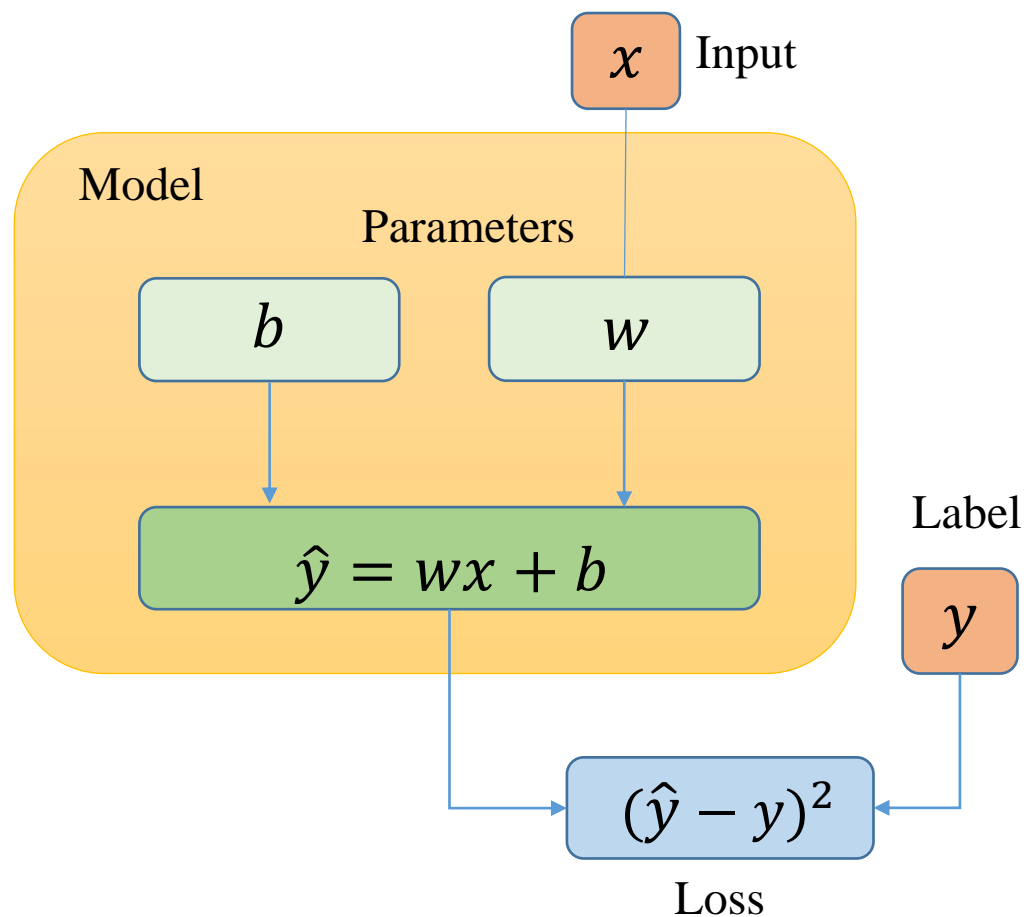 x Input
Model
Parameters
b w
ŷ = wx + b
Label
y
(ŷ − y)²
Loss